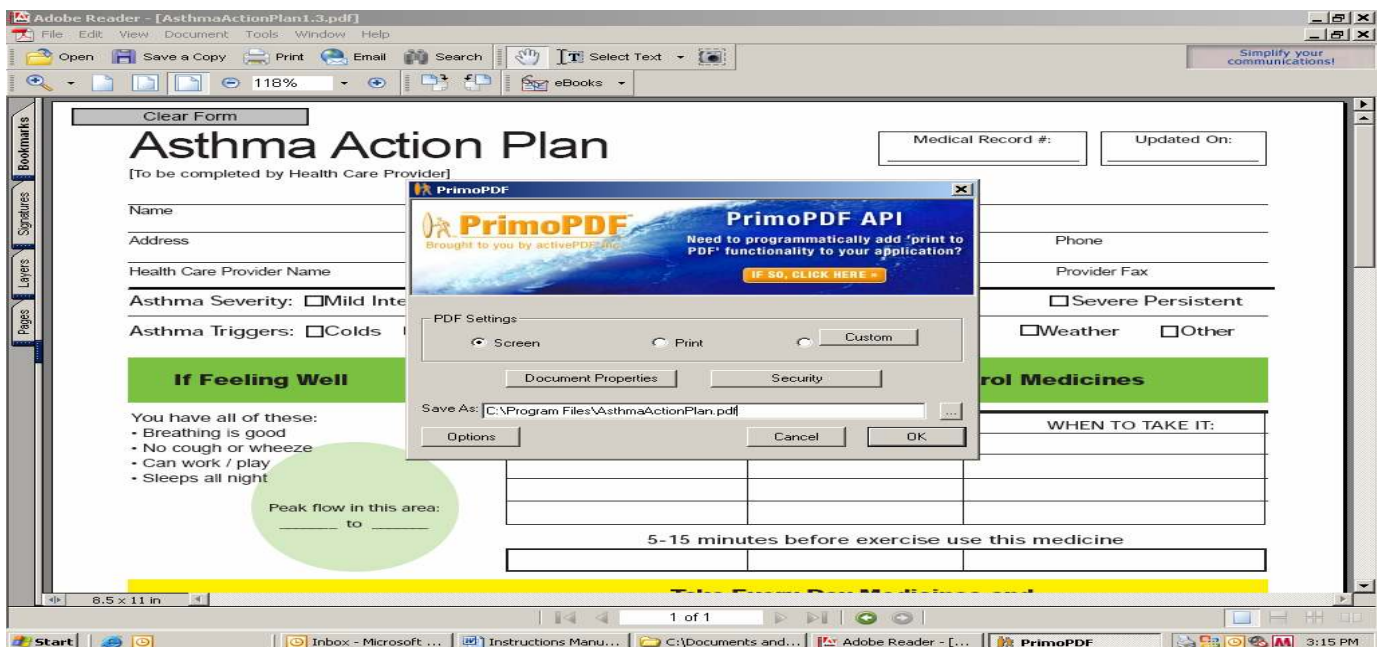 Adobe Reader - [AsthmaActionPlan1.3.pdf]
File Edit View Document Tools Window Help
Open Save a Copy Print Email Search Select Text
Simplify your
communications!
118% eBooks
Bookmarks
Signatures
Layers
Pages
Clear Form
Asthma Action Plan
[To be completed by Health Care Provider]
Medical Record #:
Updated On:
Name
Address
Phone
Health Care Provider Name
Provider Fax
Asthma Severity: Mild Inte
Severe Persistent
Asthma Triggers: Colds
Weather Other
If Feeling Well
rol Medicines
You have all of these:
• Breathing is good
• No cough or wheeze
• Can work / play
• Sleeps all night
Peak flow in this area:
_______ to _______
WHEN TO TAKE IT:
5-15 minutes before exercise use this medicine
PrimoPDF
PrimoPDF
Brought to you by activePDF
PrimoPDF API
Need to programmatically add 'print to
PDF' functionality to your application?
IF SO, CLICK HERE »
PDF Settings
Screen Print Custom
Document Properties Security
Save As: C:\Program Files\AsthmaActionPlan.pdf ...
Options Cancel OK
8.5 x 11 in
1 of 1
Start Inbox - Microsoft ... Instructions Manu... C:\Documents and... Adobe Reader - [... PrimoPDF 3:15 PM